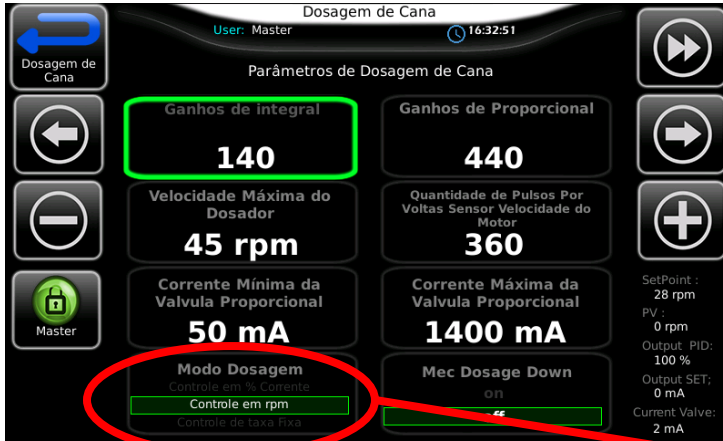 Dosagem de Cana
User: Master
16:32:51
Dosagem de
Cana
Parâmetros de Dosagem de Cana
Ganhos de integral
140
Ganhos de Proporcional
440
Velocidade Máxima do
Dosador
45 rpm
Quantidade de Pulsos Por
Voltas Sensor Velocidade do
Motor
360
Corrente Mínima da
Valvula Proporcional
50 mA
Corrente Máxima da
Valvula Proporcional
1400 mA
Master
Modo Dosagem
Controle em % Corrente
Controle em rpm
Controle de taxa Fixa
Mec Dosage Down
on
off
SetPoint :
28 rpm
PV :
0 rpm
Output PID:
100 %
Output SET;
0 mA
Current Valve:
2 mA